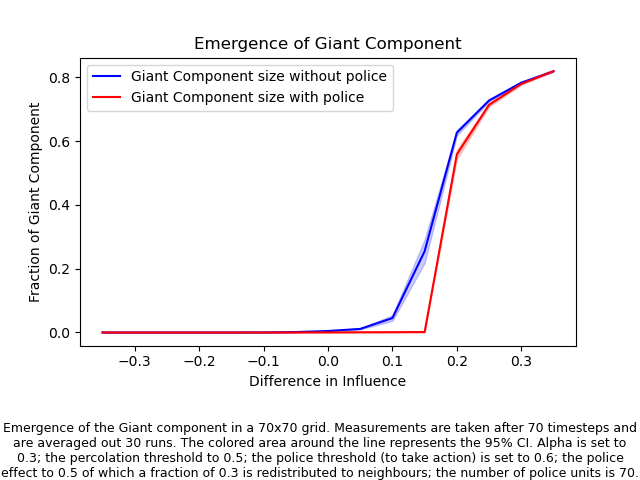 Emergence of Giant Component
Giant Component size without police
Giant Component size with police
Fraction of Giant Component
0.8
0.6
0.4
0.2
0.0
−0.3
−0.2
−0.1
0.0
0.1
0.2
0.3
Difference in Influence
Emergence of the Giant component in a 70x70 grid. Measurements are taken after 70 timesteps and
are averaged out 30 runs. The colored area around the line represents the 95% CI. Alpha is set to
0.3; the percolation threshold to 0.5; the police threshold (to take action) is set to 0.6; the police
effect to 0.5 of which a fraction of 0.3 is redistributed to neighbours; the number of police units is 70.